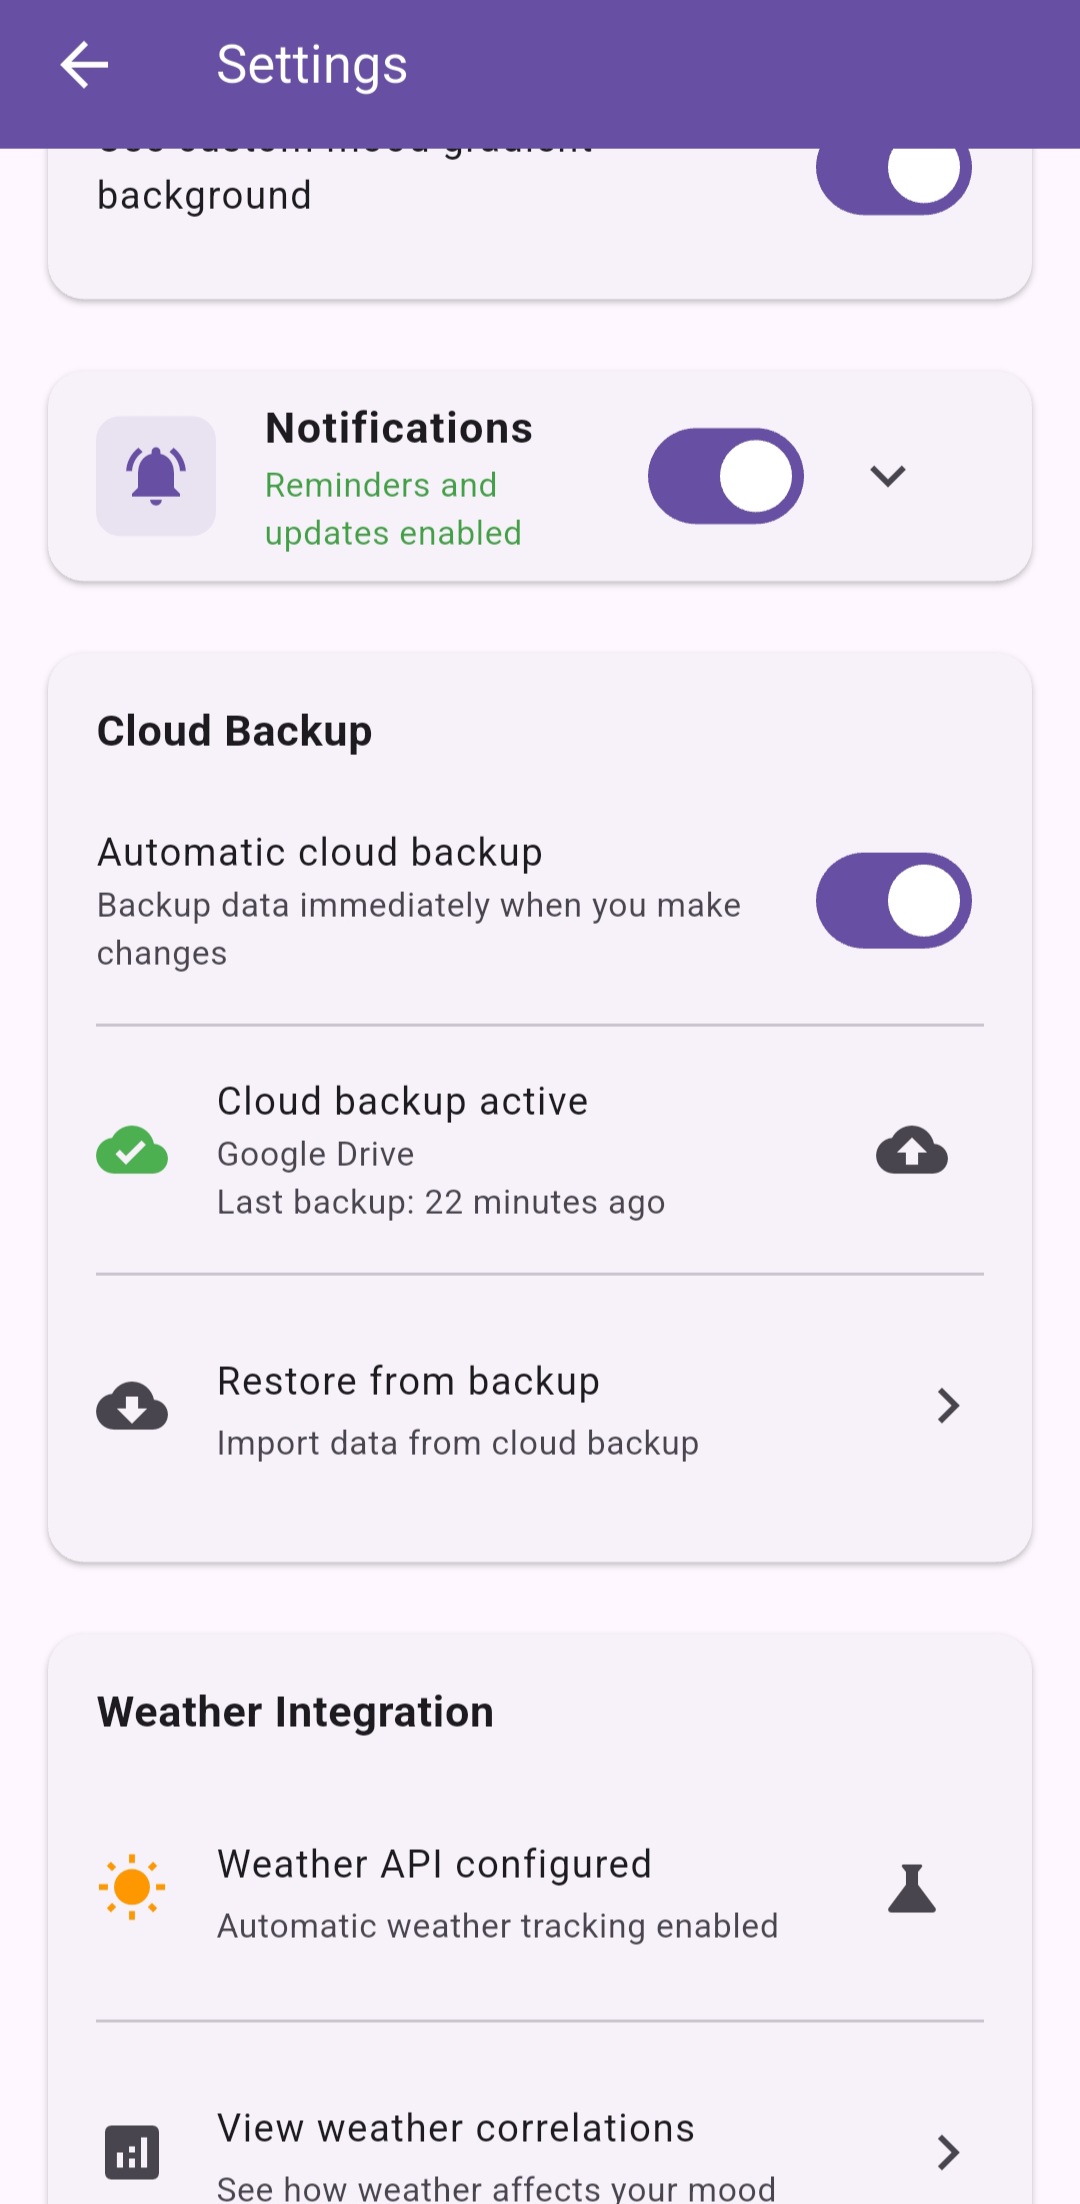 Settings
background
Notifications
Reminders and
updates enabled
Cloud Backup
Automatic cloud backup
Backup data immediately when you make
changes
Cloud backup active
Google Drive
Last backup: 22 minutes ago
Restore from backup
Import data from cloud backup
Weather Integration
Weather API configured
Automatic weather tracking enabled
View weather correlations
See how weather affects your mood